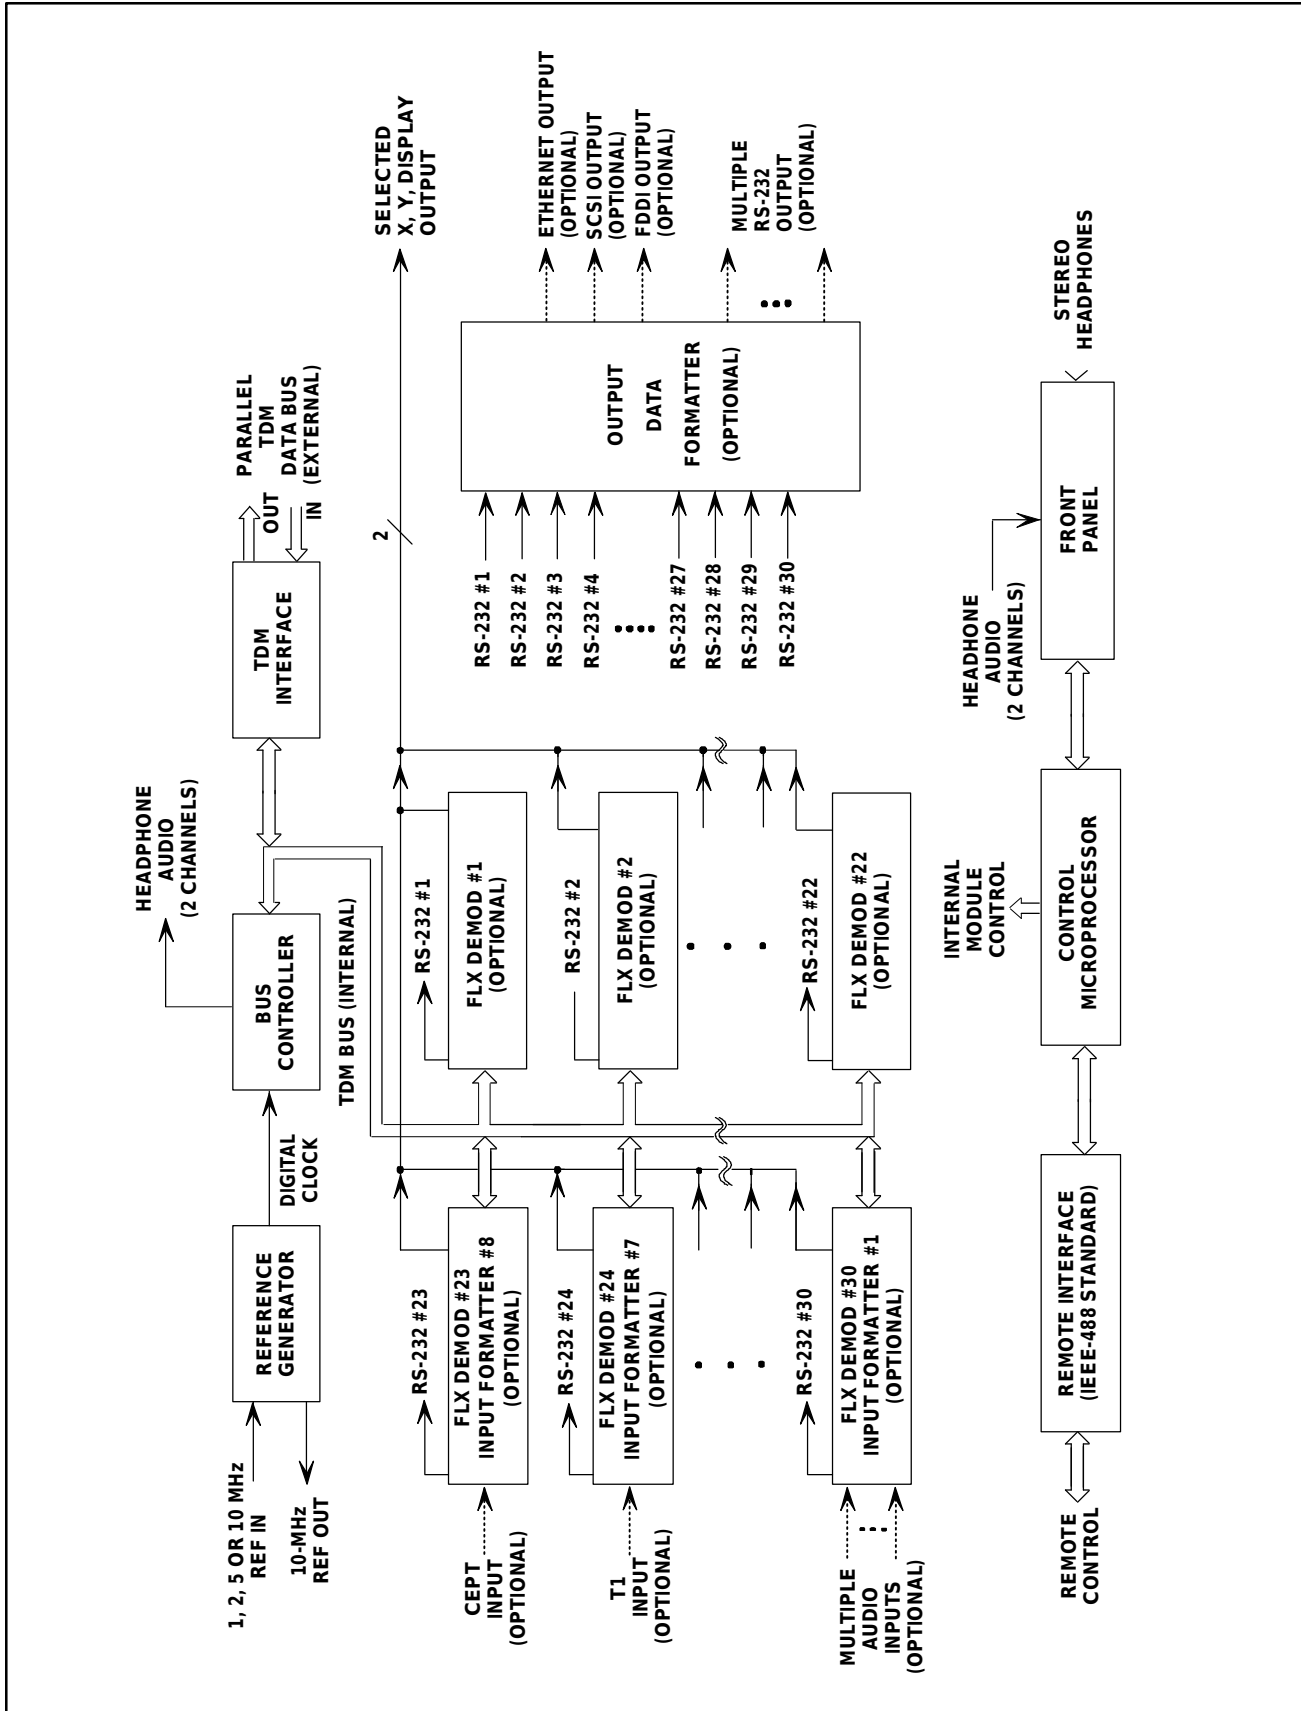 1, 2, 5 OR 10 MHz
REF IN
10-MHz
REF OUT
REFERENCE
GENERATOR
DIGITAL
CLOCK
BUS
CONTROLLER
HEADPHONE
AUDIO
(2 CHANNELS)
TDM BUS (INTERNAL)
TDM
INTERFACE
OUT
IN
PARALLEL
TDM
DATA BUS
(EXTERNAL)
2
SELECTED
X, Y, DISPLAY
OUTPUT
CEPT
INPUT
(OPTIONAL)
RS-232 #23
FLX DEMOD #23
INPUT FORMATTER #8
(OPTIONAL)
T1
INPUT
(OPTIONAL)
RS-232 #24
FLX DEMOD #24
INPUT FORMATTER #7
(OPTIONAL)
MULTIPLE
AUDIO
INPUTS
(OPTIONAL)
RS-232 #30
FLX DEMOD #30
INPUT FORMATTER #1
(OPTIONAL)
RS-232 #1
FLX DEMOD #1
(OPTIONAL)
RS-232 #2
FLX DEMOD #2
(OPTIONAL)
RS-232 #22
FLX DEMOD #22
(OPTIONAL)
RS-232 #1
RS-232 #2
RS-232 #3
RS-232 #4
RS-232 #27
RS-232 #28
RS-232 #29
RS-232 #30
OUTPUT
DATA
FORMATTER
(OPTIONAL)
ETHERNET OUTPUT
(OPTIONAL)
SCSI OUTPUT
(OPTIONAL)
FDDI OUTPUT
(OPTIONAL)
MULTIPLE
RS-232
OUTPUT
(OPTIONAL)
REMOTE
CONTROL
REMOTE INTERFACE
(IEEE-488 STANDARD)
INTERNAL
MODULE
CONTROL
CONTROL
MICROPROCESSOR
HEADHONE
AUDIO
(2 CHANNELS)
FRONT
PANEL
STEREO
HEADPHONES